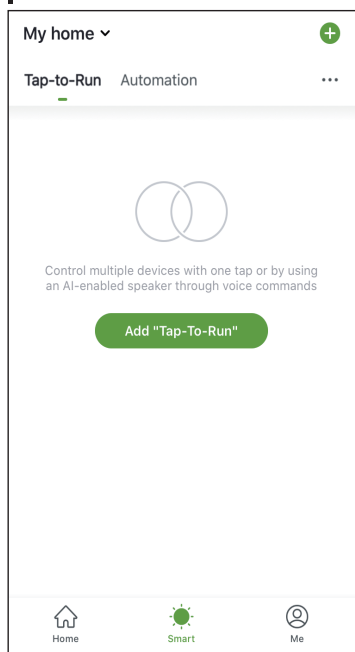 My home
Tap-to-Run Automation
Control multiple devices with one tap or by using
an AI-enabled speaker through voice commands
Add "Tap-To-Run"
Home Smart Me